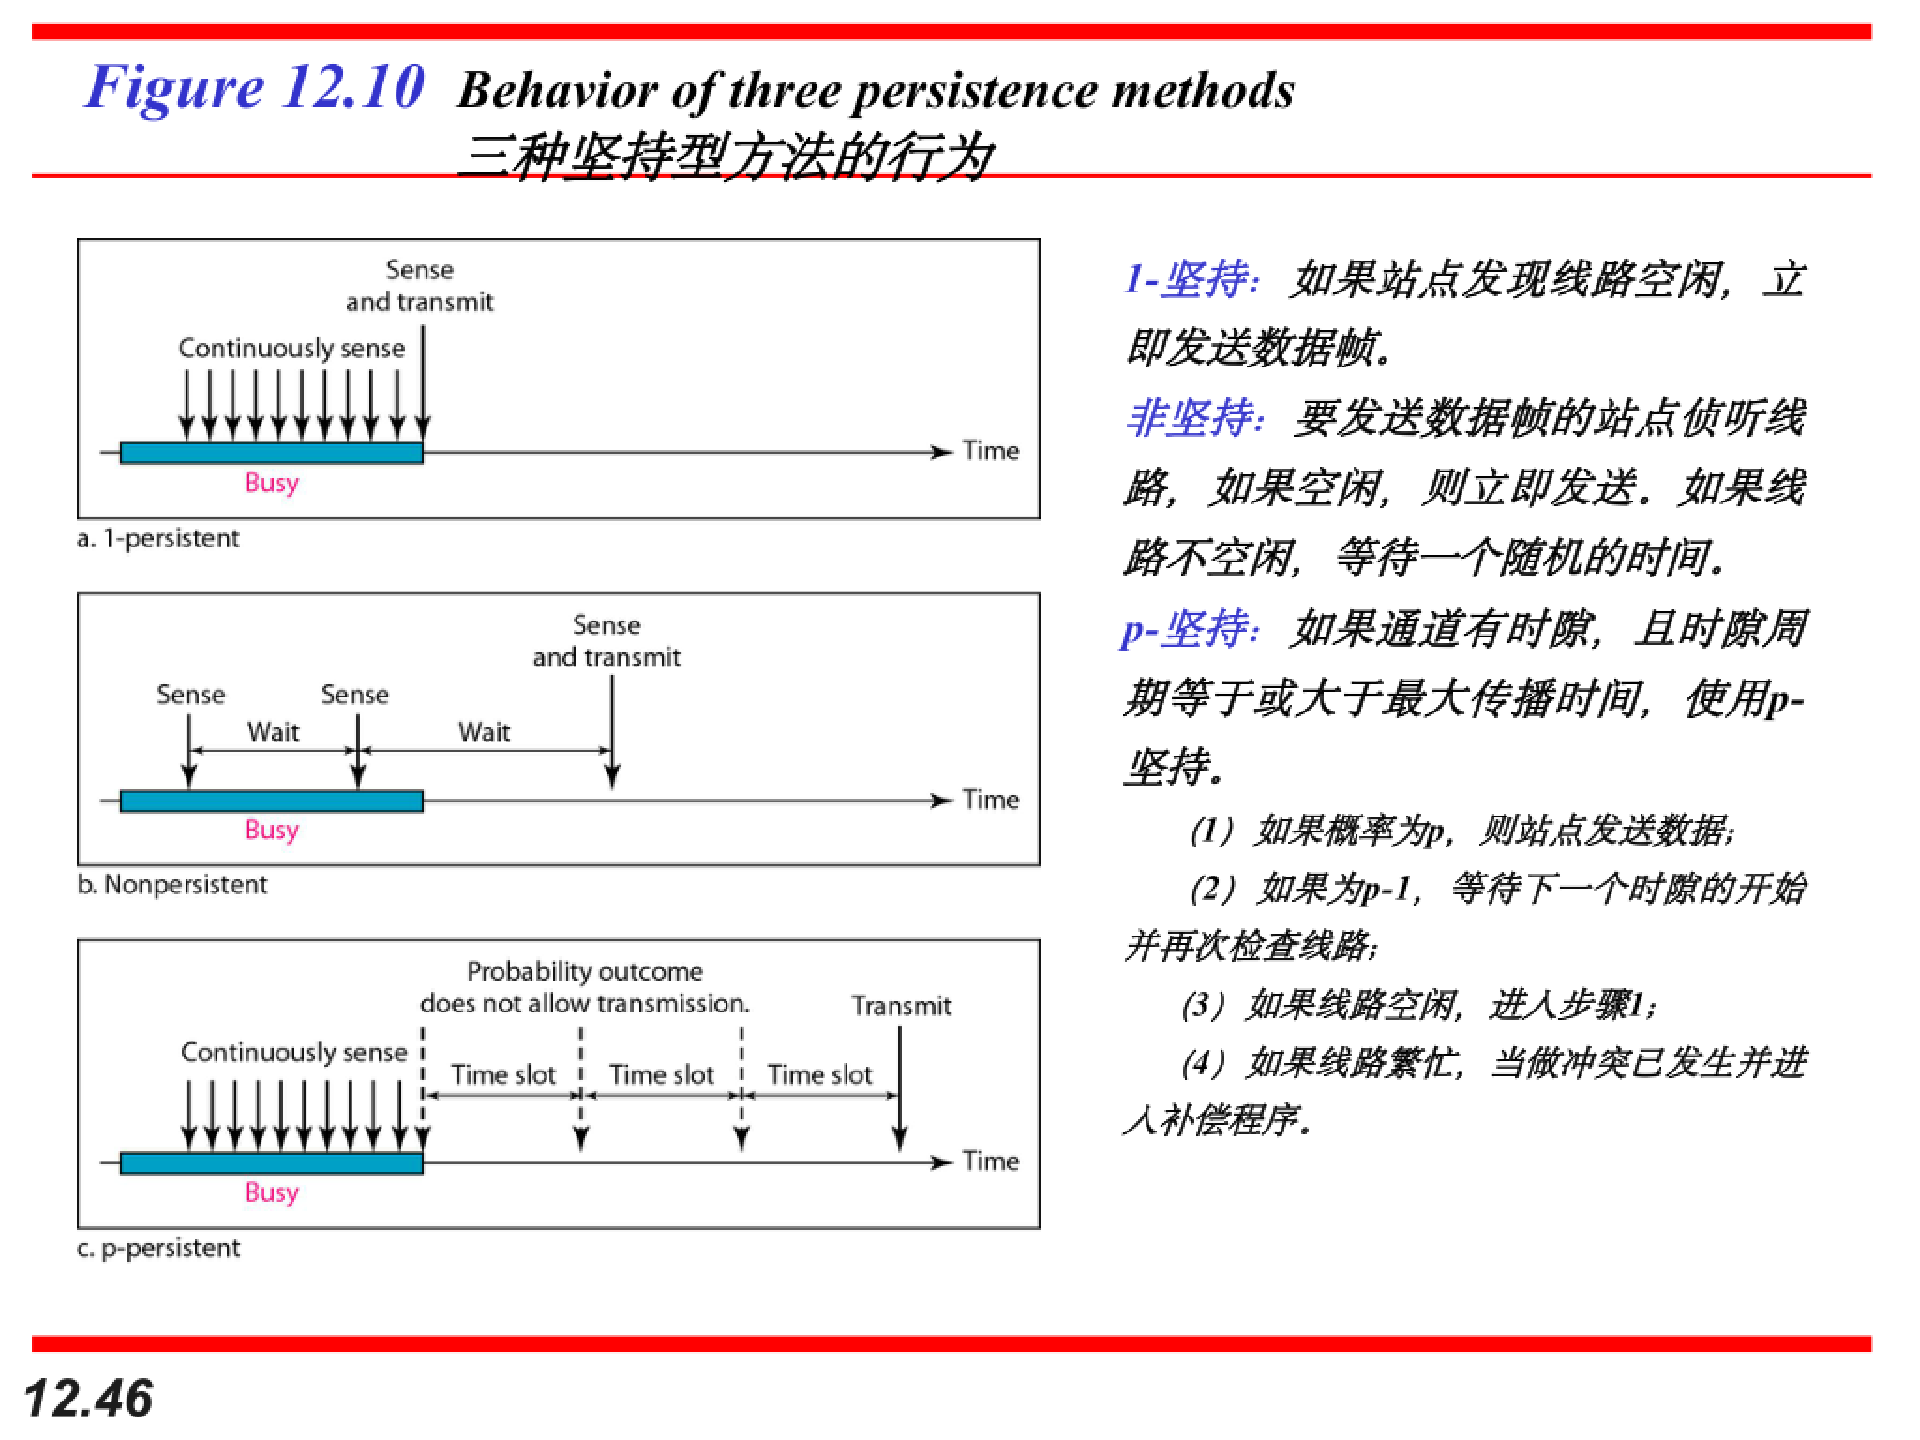 Figure 12.10 Behavior of three persistence methods
三种坚持型方法的行为
Sense
and transmit
Continuously sense
Time
Busy
a. 1-persistent
Sense
and transmit
Sense
Sense
Wait
Wait
Time
Busy
b. Nonpersistent
Probability outcome
does not allow transmission.
Transmit
Continuously sense
Time slot
Time slot
Time slot
Time
Busy
c. p-persistent
1-坚持：如果站点发现线路空闲，立
即发送数据帧。
非坚持：要发送数据帧的站点侦听线
路，如果空闲，则立即发送．如果线
路不空闲，等待一个随机的时间．
p-坚持：如果通道有时隙，且时隙周
期等于或大于最大传播时间，使用p-
坚持。
(1）如果概率为p，则站点发送数据；
(2）如果为p-1，等待下一个时隙的开始
并再次检查线路；
(3）如果线路空闲，进入步骤1；
(4）如果线路繁忙，当做冲突已发生并进
入补偿程序．
12.46